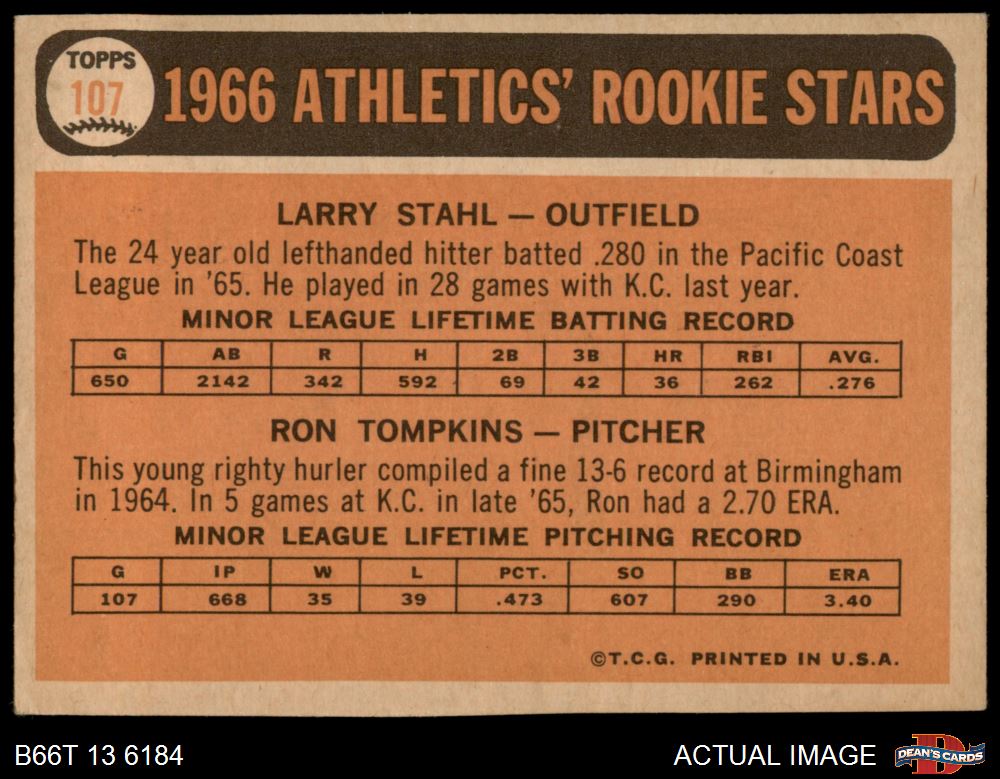 TOPPS
107
1966 ATHLETICS' ROOKIE STARS
LARRY STAHL — OUTFIELD
The 24 year old lefthanded hitter batted .280 in the Pacific Coast
League in '65. He played in 28 games with K.C. last year.
MINOR LEAGUE LIFETIME BATTING RECORD
G AB R H 2B 3B HR RBI AVG.
650 2142 342 592 69 42 36 262 .276
RON TOMPKINS — PITCHER
This young righty hurler compiled a fine 13-6 record at Birmingham
in 1964. In 5 games at K.C. in late '65, Ron had a 2.70 ERA.
MINOR LEAGUE LIFETIME PITCHING RECORD
G IP W L PCT. SO BB ERA
107 668 35 39 .473 607 290 3.40
©T.C.G. PRINTED IN U.S.A.
B66T 13 6184
ACTUAL IMAGE
D
DEAN'S CARDS